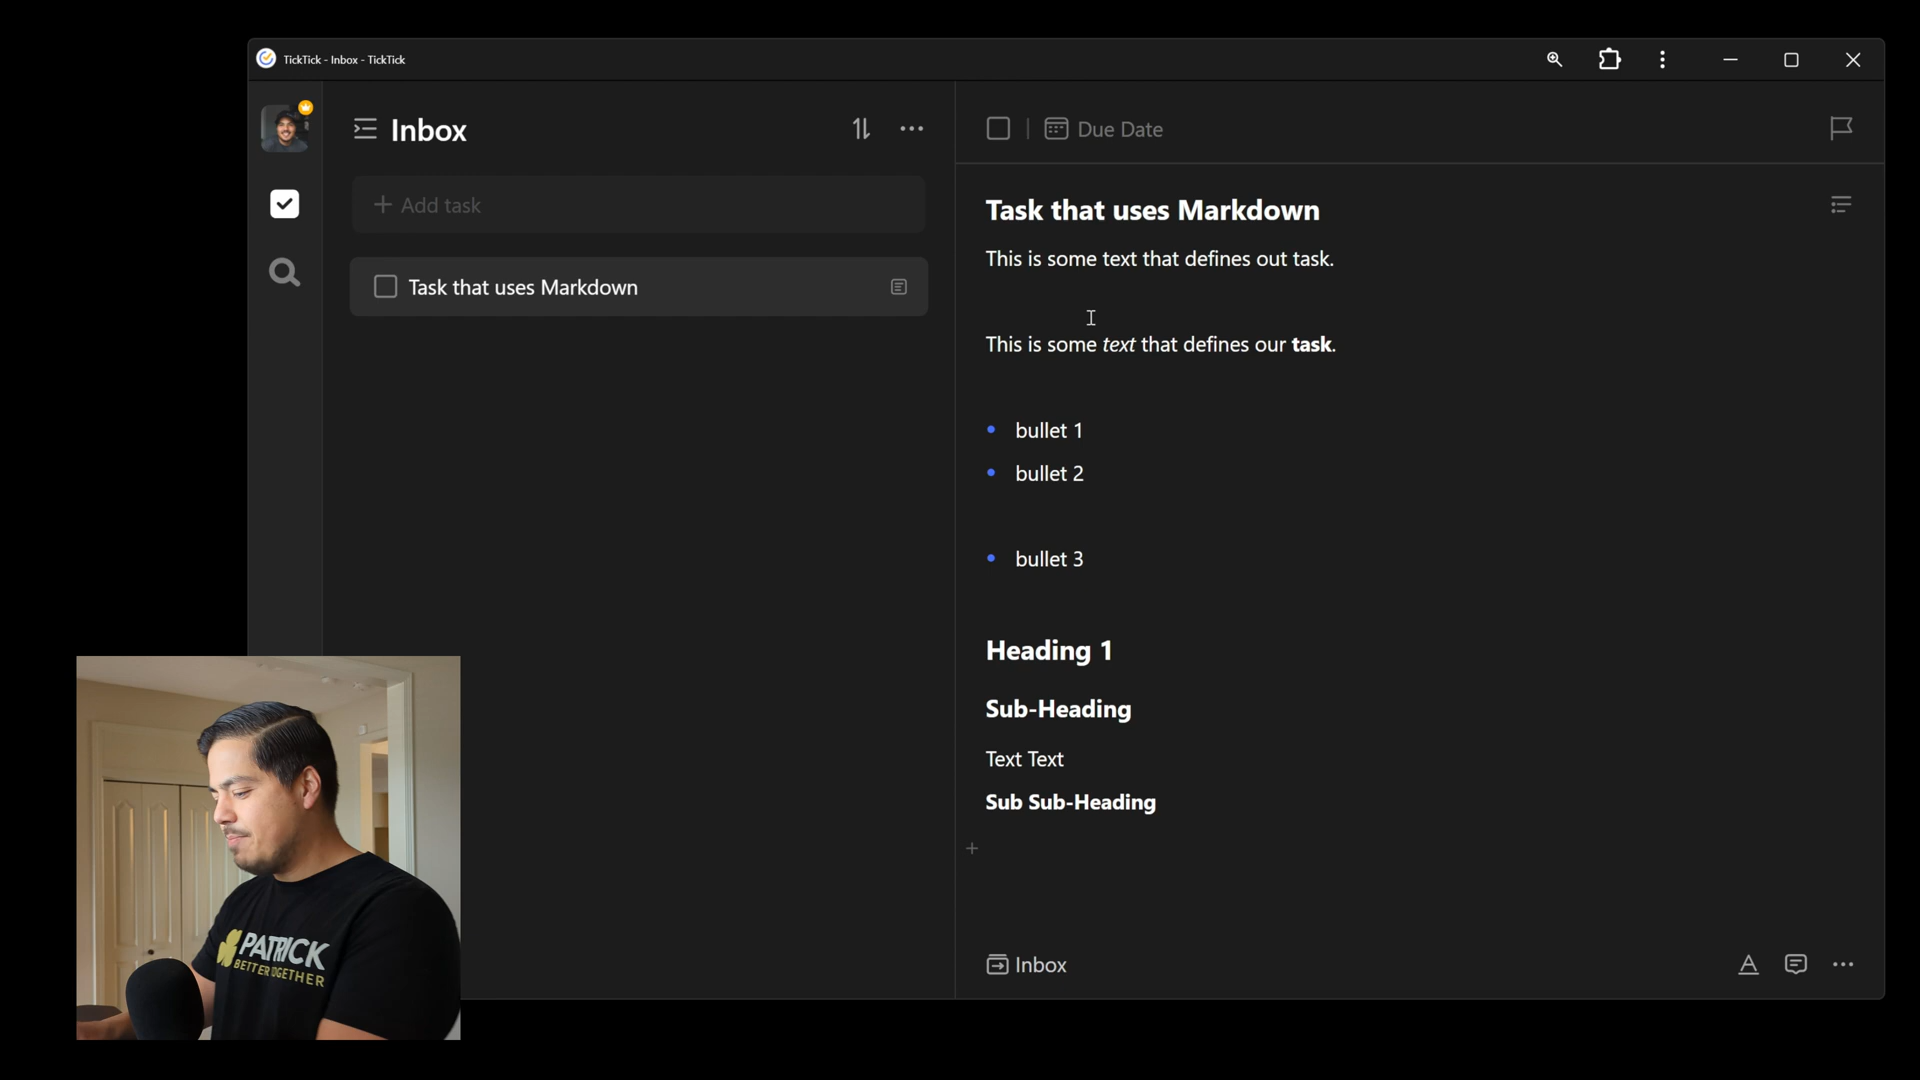 TickTick - Inbox - TickTick
Inbox
Add task
Task that uses Markdown
Due Date
Task that uses Markdown
This is some text that defines out task.
This is some text that defines our task.
bullet 1
bullet 2
bullet 3
Heading 1
Sub-Heading
Text Text
Sub Sub-Heading
Inbox
PATRICK
BETTER TOGETHER